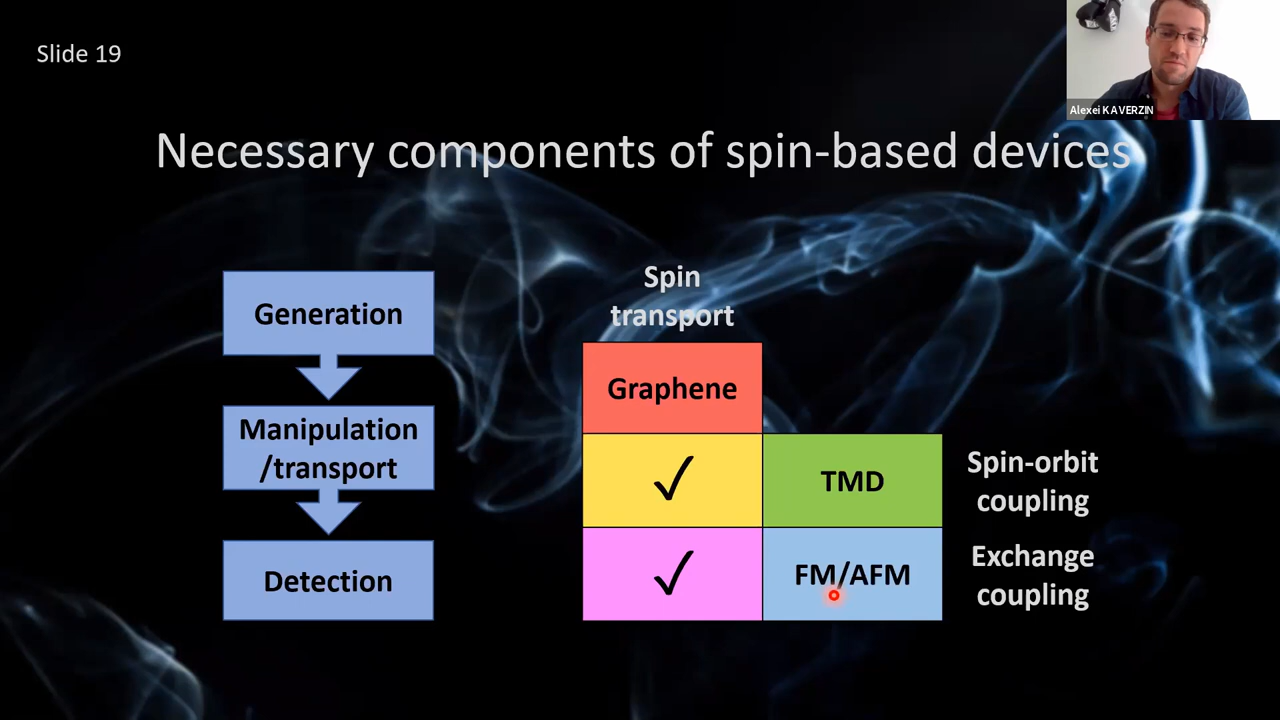 Slide 19
Alexei KAVERZIN
Necessary components of spin-based devices
Generation
Manipulation
/transport
Detection
Spin
transport
Graphene
✓
TMD
Spin-orbit
coupling
✓
FM/AFM
Exchange
coupling